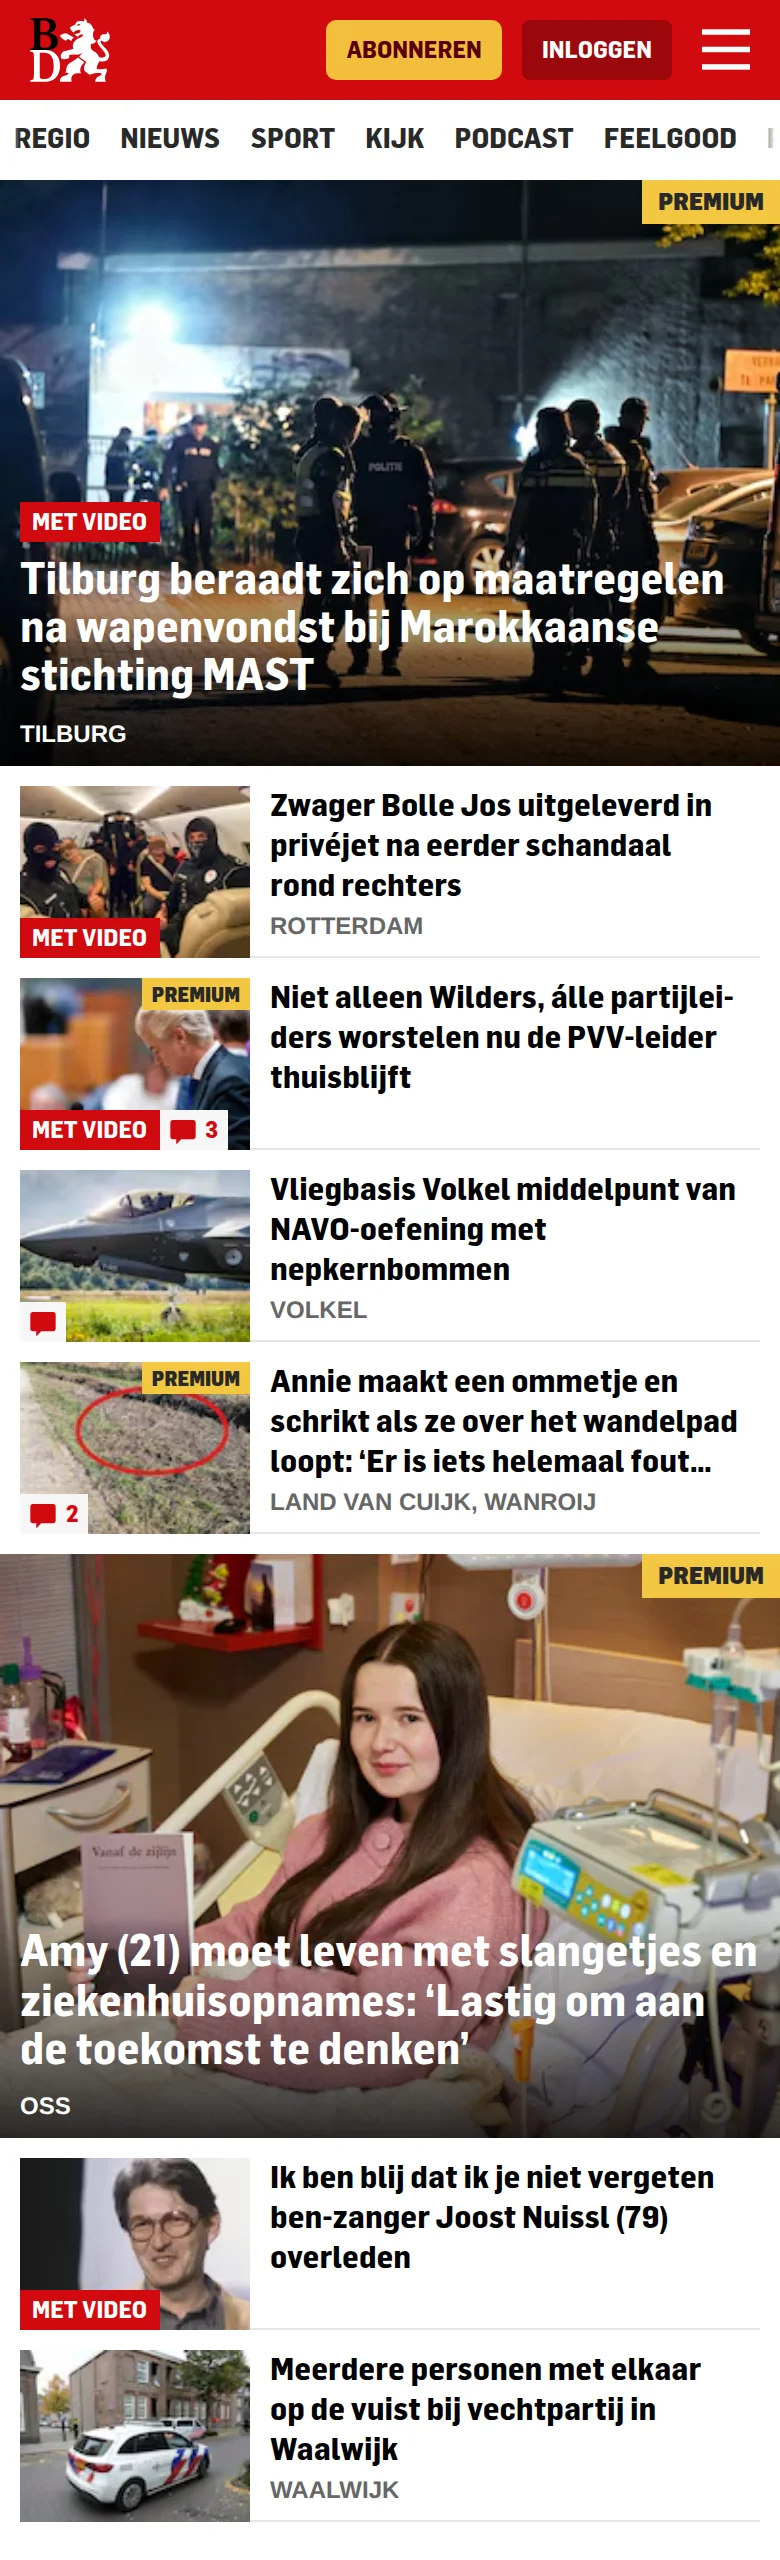 BD
ABONNEREN
INLOGGEN
REGIO NIEUWS SPORT KIJK PODCAST FEELGOOD
PREMIUM
POLITIE
MET VIDEO
Tilburg beraadt zich op maatregelen
na wapenvondst bij Marokkaanse
stichting MAST
TILBURG
Zwager Bolle Jos uitgeleverd in
privéjet na eerder schandaal
rond rechters
ROTTERDAM
MET VIDEO
PREMIUM
Niet alleen Wilders, álle partijlei-
ders worstelen nu de PVV-leider
thuisblijft
MET VIDEO
3
Vliegbasis Volkel middelpunt van
NAVO-oefening met
nepkernbommen
VOLKEL
PREMIUM
Annie maakt een ommetje en
schrikt als ze over het wandelpad
loopt: ‘Er is iets helemaal fout...
LAND VAN CUIJK, WANROIJ
2
PREMIUM
Vanaf de zijlijn
Amy (21) moet leven met slangetjes en
ziekenhuisopnames: ‘Lastig om aan
de toekomst te denken’
OSS
Ik ben blij dat ik je niet vergeten
ben-zanger Joost Nuissl (79)
overleden
MET VIDEO
Meerdere personen met elkaar
op de vuist bij vechtpartij in
Waalwijk
WAALWIJK